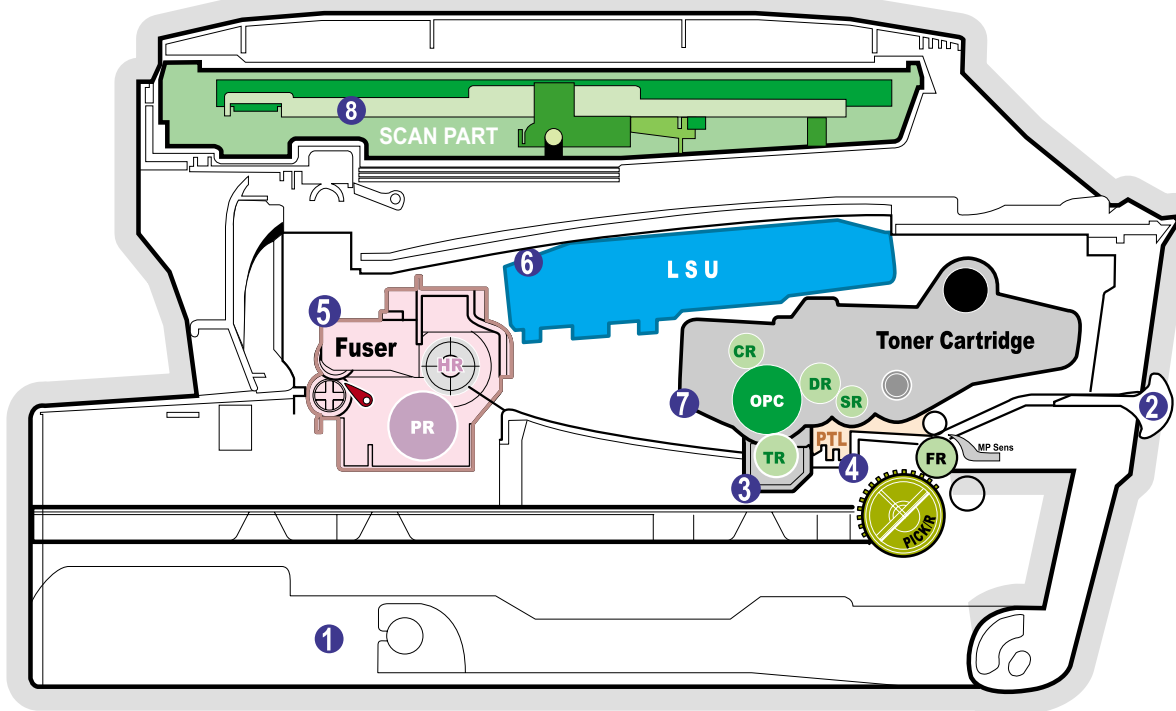 8
SCAN PART
6
LSU
5
Fuser
HR
PR
Toner Cartridge
CR
DR
SR
OPC
7
2
PTL
TR
4
MP Sens
FR
3
PICK/R
1